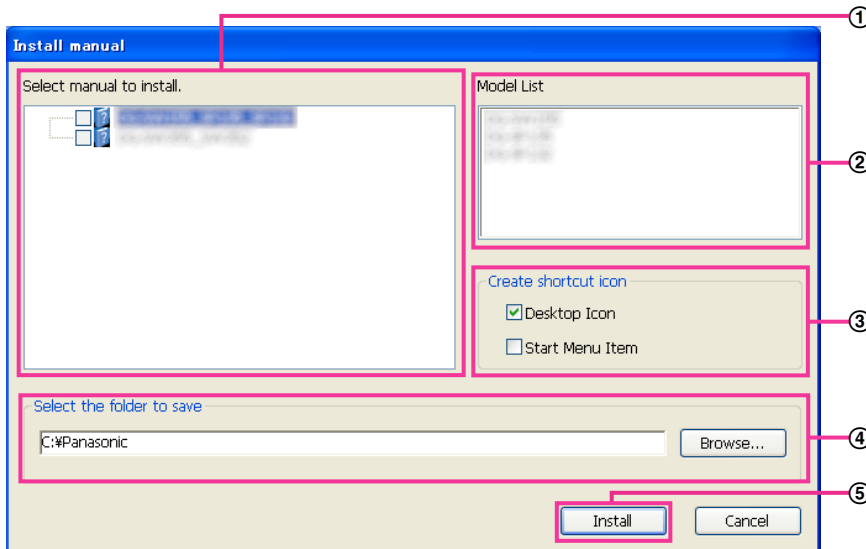 ①
Install manual
Select manual to install.
Model List
②
Create shortcut icon
Desktop Icon
Start Menu Item
③
Select the folder to save
C:¥Panasonic
Browse...
④
⑤
Install
Cancel